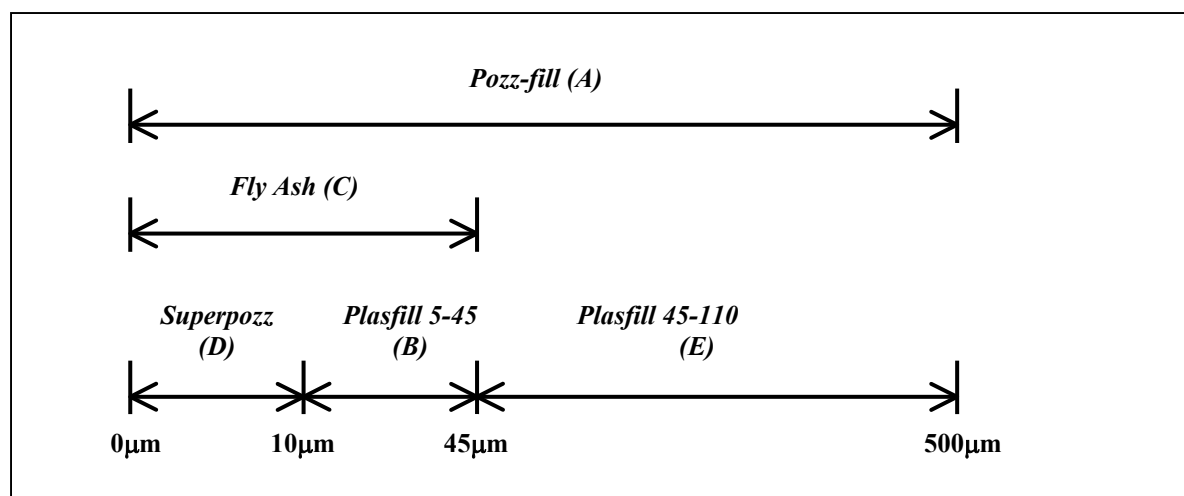 Pozz-fill (A)
Fly Ash (C)
Superpozz
(D)
Plasfill 5-45
(B)
Plasfill 45-110
(E)
0μm
10μm
45μm
500μm